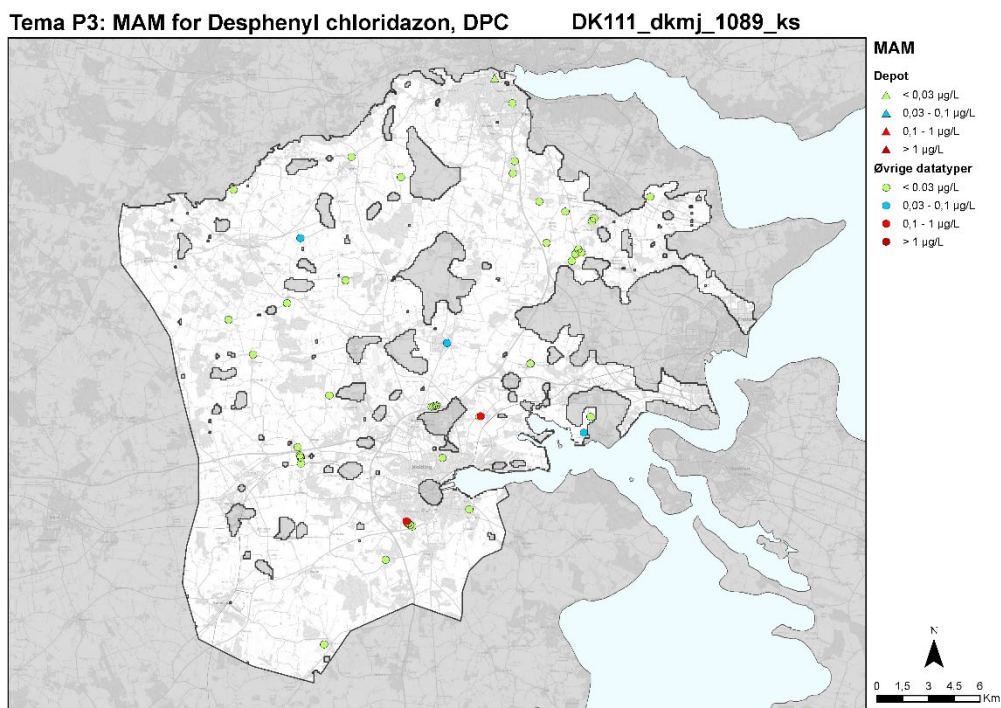 Tema P3: MAM for Desphenyl chloridazon, DPC DK111_dkmj_1089_ks
MAM
Depot
< 0,03 µg/L
0,03 - 0,1 µg/L
0,1 - 1 µg/L
> 1 µg/L
Øvrige datatyper
< 0.03 µg/L
0,03 - 0,1 µg/L
0,1 - 1 µg/L
> 1 µg/L
Kolding
N
0 1,5 3 4.5 6
Km